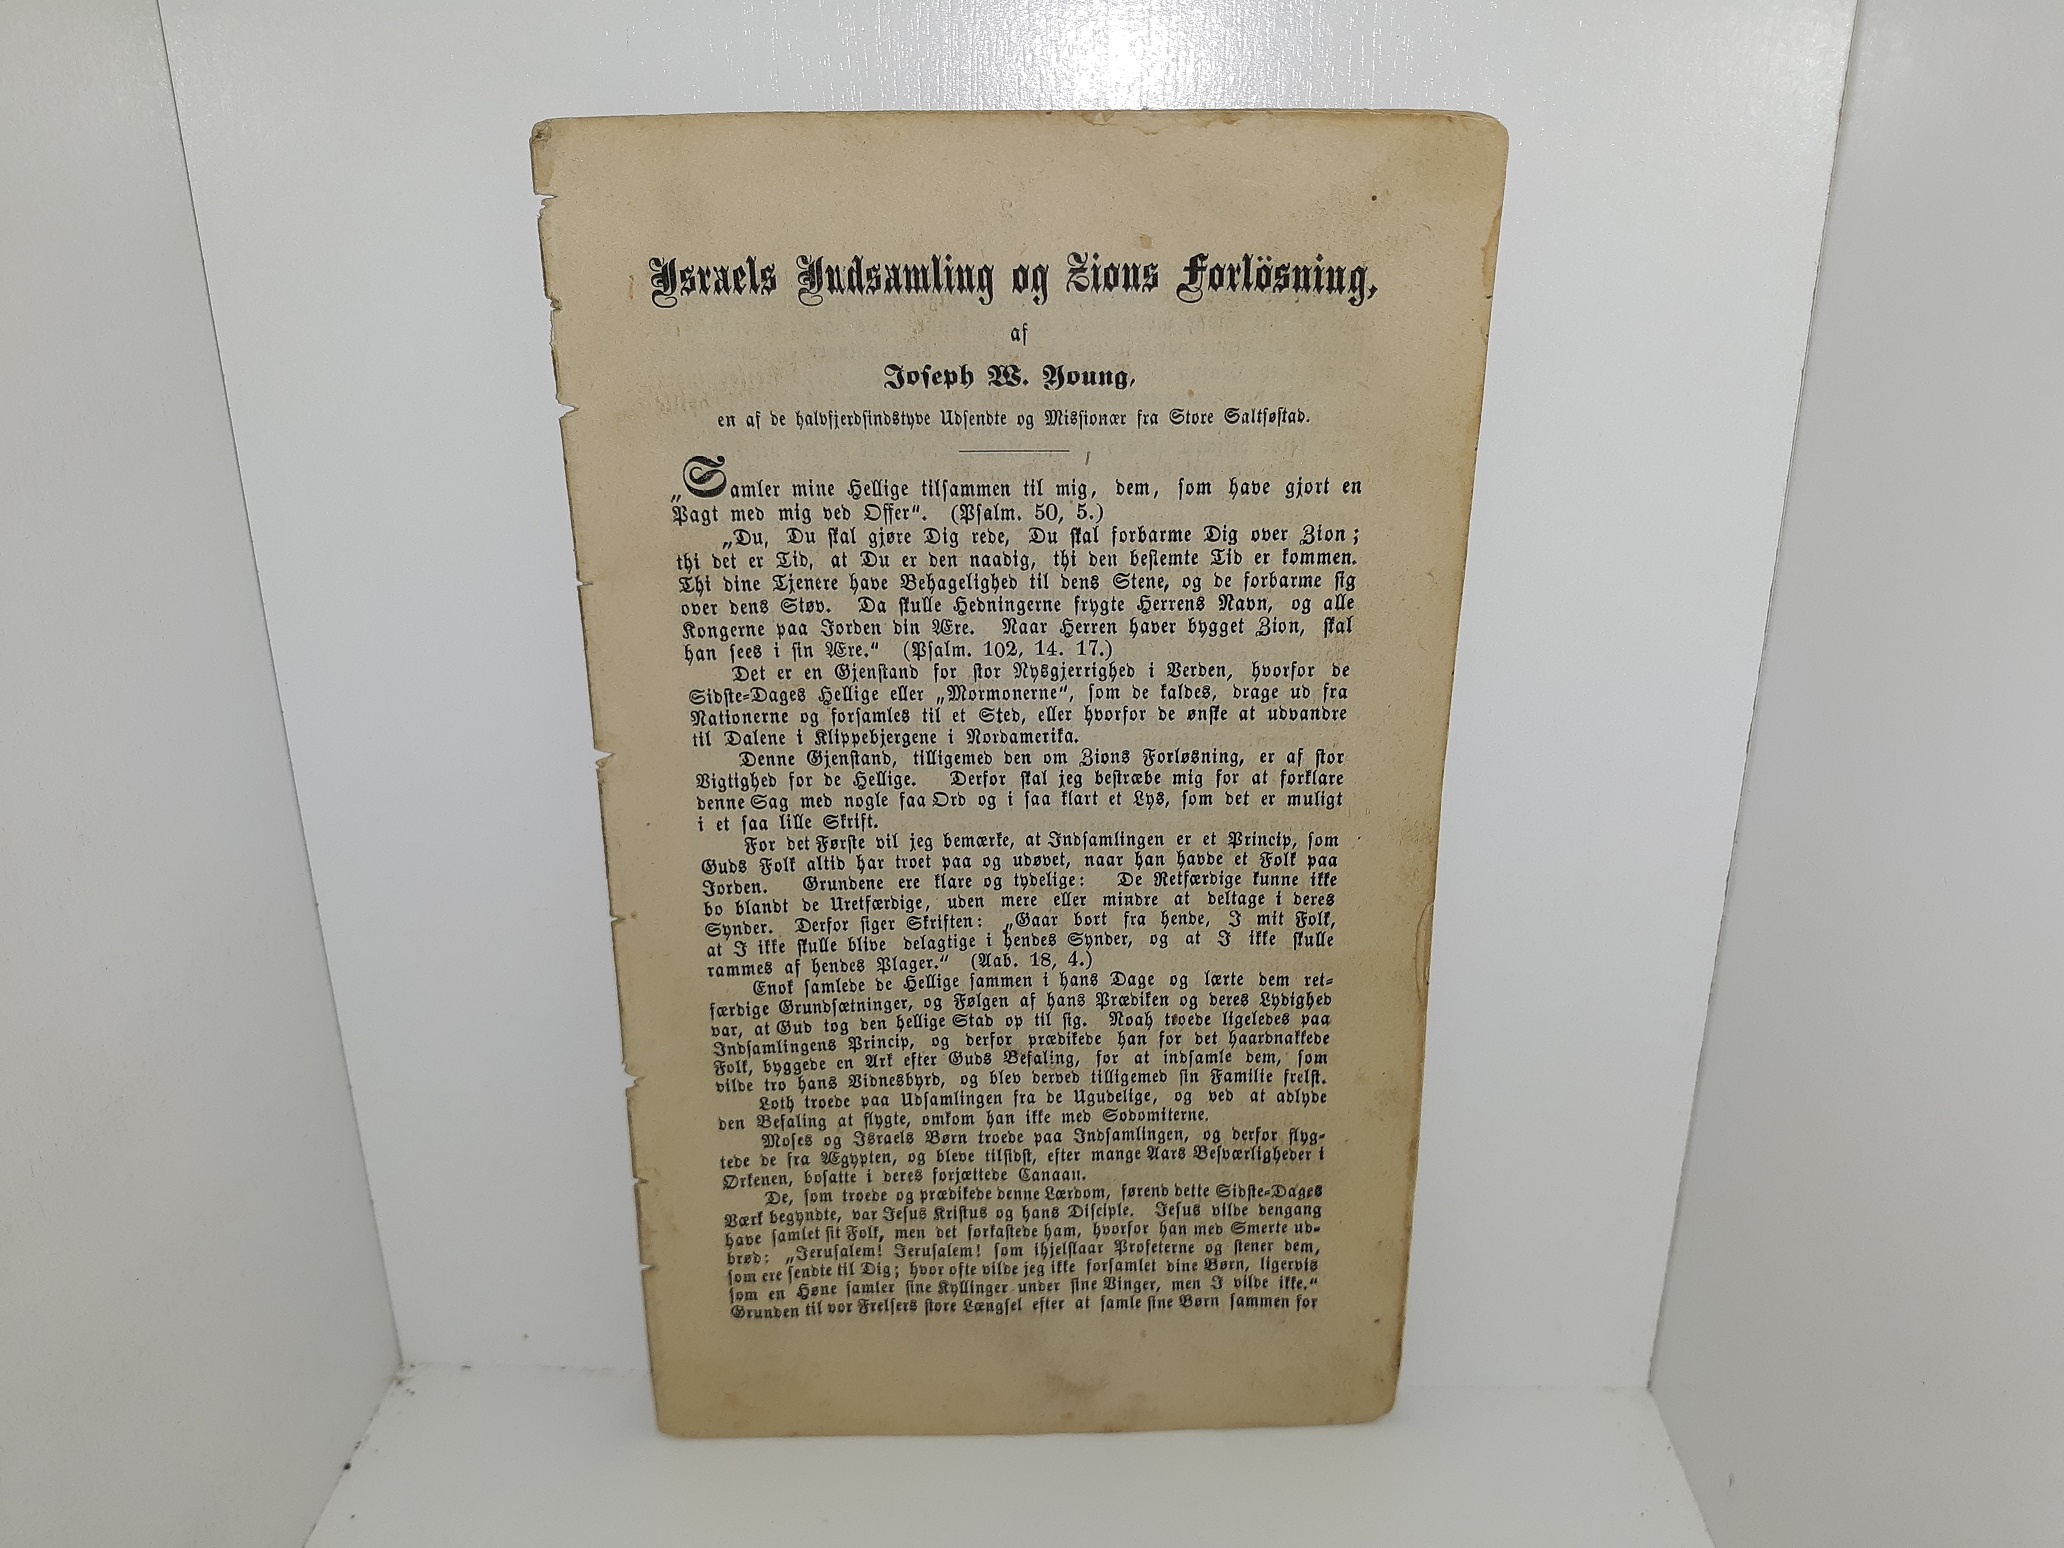 Israels Indsamling og Zions Forlösning,
af
Joseph W. Young,
en af de halvfjerdsindstyve Udsendte og Missionær fra Store Saltsøstad.
„Samler mine Hellige tilsammen til mig, dem, som have gjort en
Pagt med mig ved Offer“. (Psalm. 50, 5.)
„Du, Du skal gjøre Dig rede, Du skal forbarme Dig over Zion;
thi det er Tid, at Du er den naadig, thi den bestemte Tid er kommen.
Thi dine Tjenere have Behagelighed til dens Stene, og de forbarme sig
over dens Støv. Da skulle Hedningerne frygte Herrens Navn, og alle
Kongerne paa Jorden din Ære. Naar Herren haver bygget Zion, skal
han sees i sin Ære.“ (Psalm. 102, 14. 17.)
Det er en Gjenstand for stor Nysgjerrighed i Verden, hvorfor de
Sidste-Dages Hellige eller „Mormonerne“, som de kaldes, drage ud fra
Nationerne og forsamles til et Sted, eller hvorfor de ønske at udvandre
til Dalene i Klippebjergene i Nordamerika.
Denne Gjenstand, tilligemed den om Zions Forløsning, er af stor
Vigtighed for de Hellige. Derfor skal jeg bestræbe mig for at forklare
denne Sag med nogle faa Ord og i saa klart et Lys, som det er muligt
i et saa lille Skrift.
For det Første vil jeg bemærke, at Indsamlingen er et Princip, som
Guds Folk altid har troet paa og udøvet, naar han havde et Folk paa
Jorden. Grundene ere klare og tydelige: De Retfærdige kunne ikke
bo blandt de Uretfærdige, uden mere eller mindre at deltage i deres
Synder. Derfor siger Skriften: „Gaar bort fra hende, I mit Folk,
at I ikke skulle blive delagtige i hendes Synder, og at I ikke skulle
rammes af hendes Plager.“ (Aab. 18, 4.)
Enok samlede de Hellige sammen i hans Dage og lærte dem ret-
færdige Grundsætninger, og Følgen af hans Prædiken og deres Lydighed
var, at Gud tog den hellige Stad op til sig. Noah troede ligeledes paa
Indsamlingens Princip, og derfor prædikede han for det haardnakkede
Folk, byggede en Ark efter Guds Befaling, for at indsamle dem, som
vilde tro hans Vidnesbyrd, og blev derved tilligemed sin Familie frelst.
Loth troede paa Udsamlingen fra de Ugudelige, og ved at adlyde
den Befaling at flygte, omkom han ikke med Sodomiterne.
Moses og Israels Børn troede paa Indsamlingen, og derfor flyg-
tede de fra Ægypten, og bleve tilsidst, efter mange Aars Besværligheder i
Ørkenen, bosatte i deres forjættede Canaan.
De, som troede og prædikede denne Lærdom, førend dette Sidste-Dages
Værk begyndte, var Jesus Kristus og hans Disciple. Jesus vilde dengang
have samlet sit Folk, men det forkastede ham, hvorfor han med Smerte ud-
brød: „Jerusalem! Jerusalem! som ihjelslaar Profeterne og stener dem,
som ere sendte til Dig; hvor ofte vilde jeg ikke forsamlet dine Børn, ligervis
som en Høne samler sine Kyllinger under sine Vinger, men I vilde ikke.“
Grunden til vor Frelsers store Længsel efter at samle sine Børn sammen for